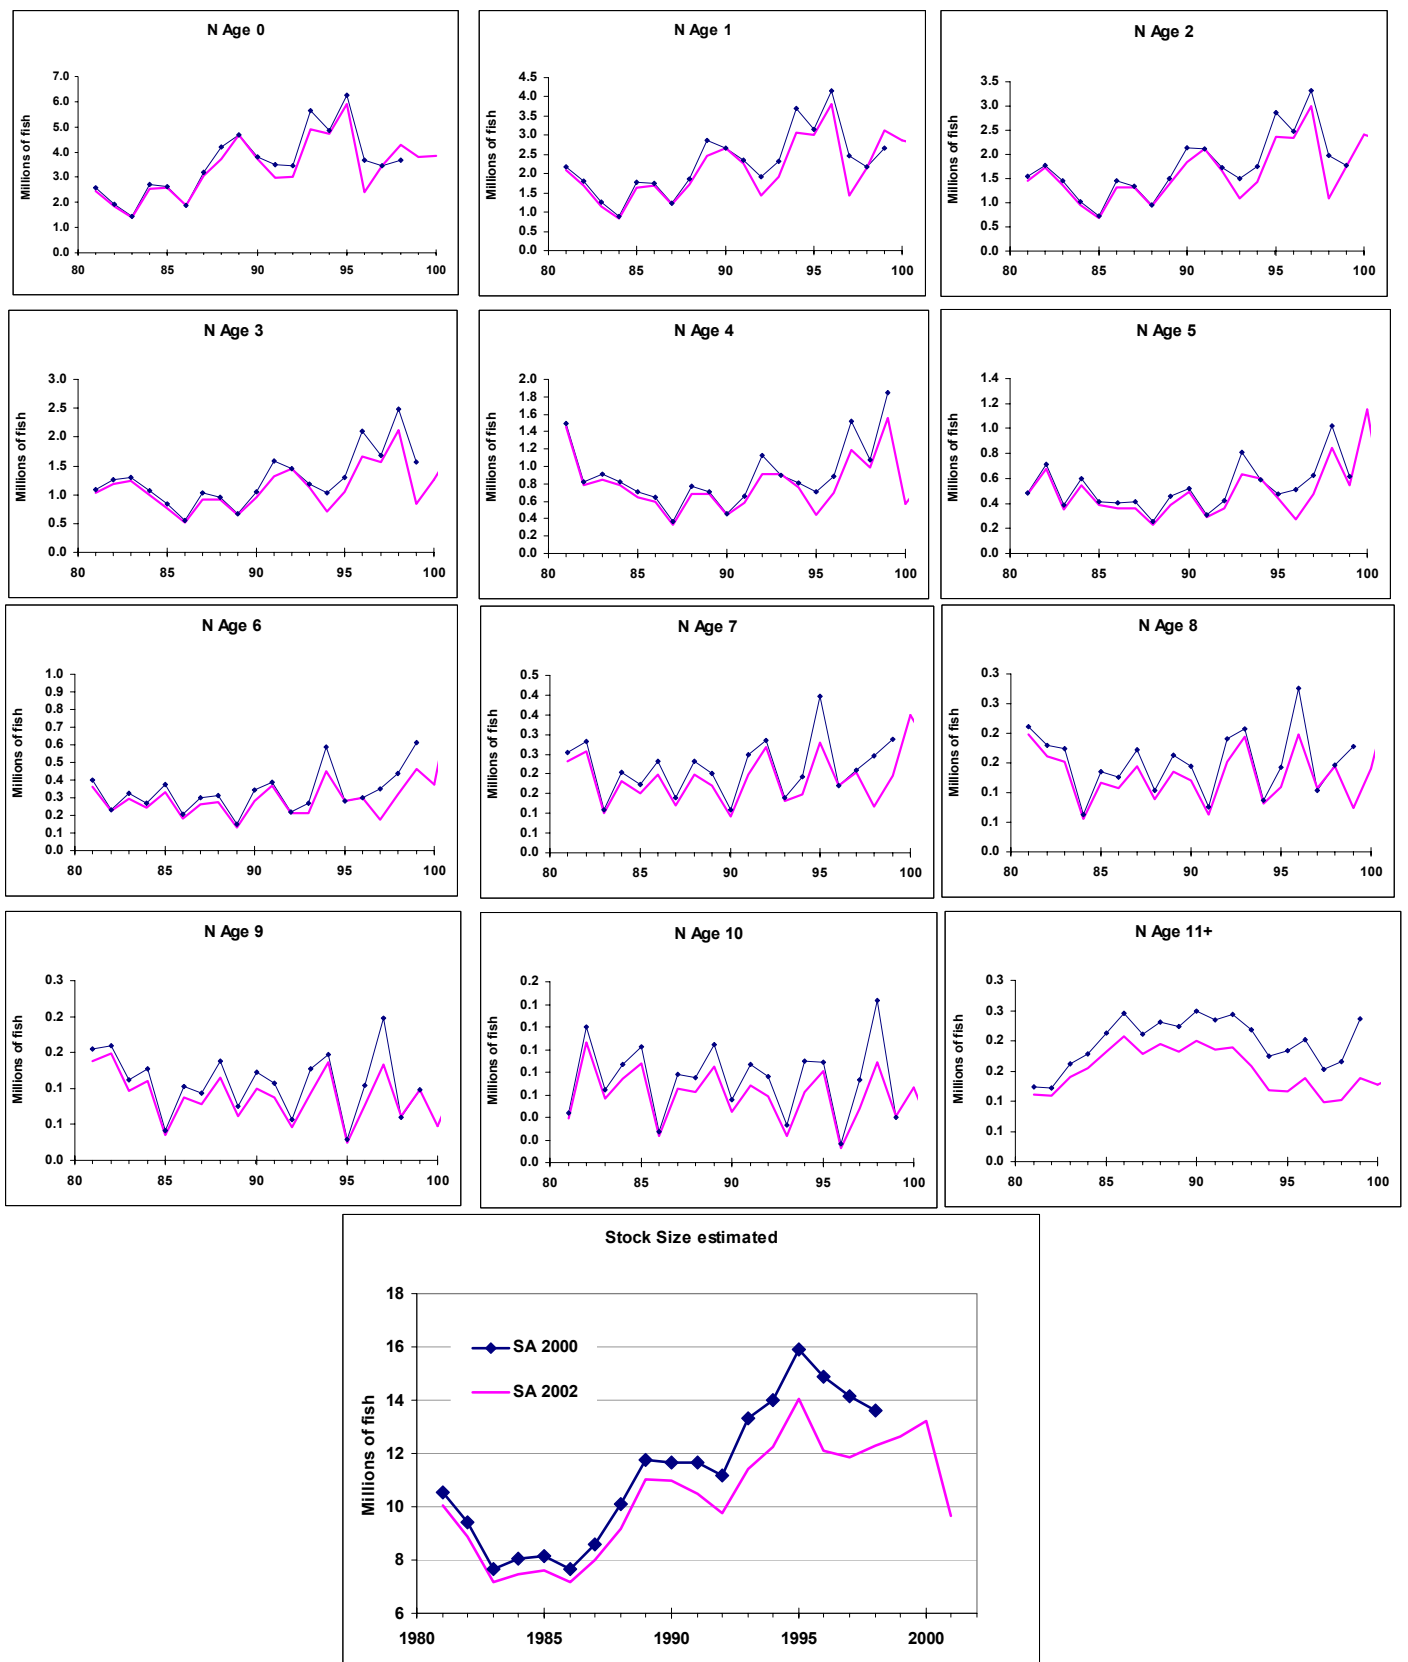 N Age 0
Millions of fish
7.0
6.0
5.0
4.0
3.0
2.0
1.0
0.0
80 85 90 95 100
N Age 1
Millions of fish
4.5
4.0
3.5
3.0
2.5
2.0
1.5
1.0
0.5
0.0
80 85 90 95 100
N Age 2
Millions of fish
3.5
3.0
2.5
2.0
1.5
1.0
0.5
0.0
80 85 90 95 100
N Age 3
Millions of fish
3.0
2.5
2.0
1.5
1.0
0.5
0.0
80 85 90 95 100
N Age 4
Millions of fish
2.0
1.8
1.6
1.4
1.2
1.0
0.8
0.6
0.4
0.2
0.0
80 85 90 95 100
N Age 5
Millions of fish
1.4
1.2
1.0
0.8
0.6
0.4
0.2
0.0
80 85 90 95 100
N Age 6
Millions of fish
1.0
0.9
0.8
0.7
0.6
0.5
0.4
0.3
0.2
0.1
0.0
80 85 90 95 100
N Age 7
Millions of fish
0.5
0.4
0.4
0.3
0.3
0.2
0.2
0.1
0.1
0.0
80 85 90 95 100
N Age 8
Millions of fish
0.3
0.3
0.2
0.2
0.1
0.1
0.0
80 85 90 95 100
N Age 9
Millions of fish
0.3
0.2
0.2
0.1
0.1
0.0
80 85 90 95 100
N Age 10
Millions of fish
0.2
0.1
0.1
0.1
0.1
0.1
0.0
0.0
0.0
80 85 90 95 100
N Age 11+
Millions of fish
0.3
0.3
0.2
0.2
0.1
0.1
0.0
80 85 90 95 100
Stock Size estimated
Millions of fish
18
16
14
12
10
8
6
SA 2000
SA 2002
1980 1985 1990 1995 2000